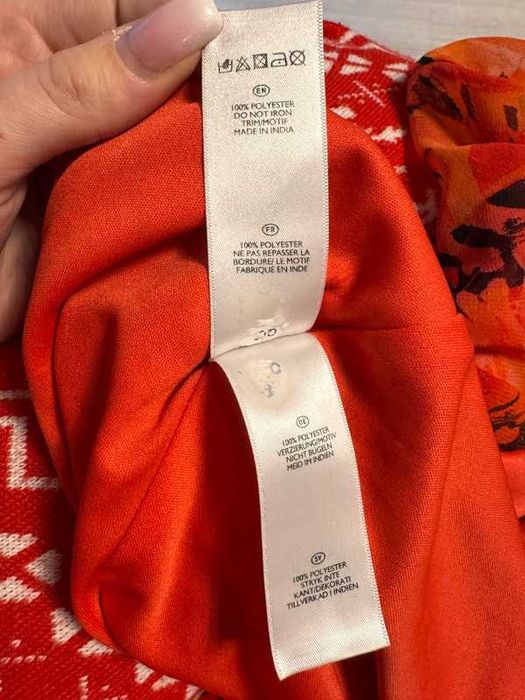 EN
100% POLYESTER
DO NOT IRON
TRIM/MOTIF
MADE IN INDIA
FR
100% POLYESTER
NE PAS REPASSER LA
BORDURE/ LE MOTIF
FABRIQUE EN INDE
DE
100% POLYESTER
VERZIERUNG/MOTIV
NICHT BÜGELN
MEID IM INDIEN
SV
100% POLYESTER
STRYK INTE
KANT/DEKORATI
TILLVERKAD I INDIEN